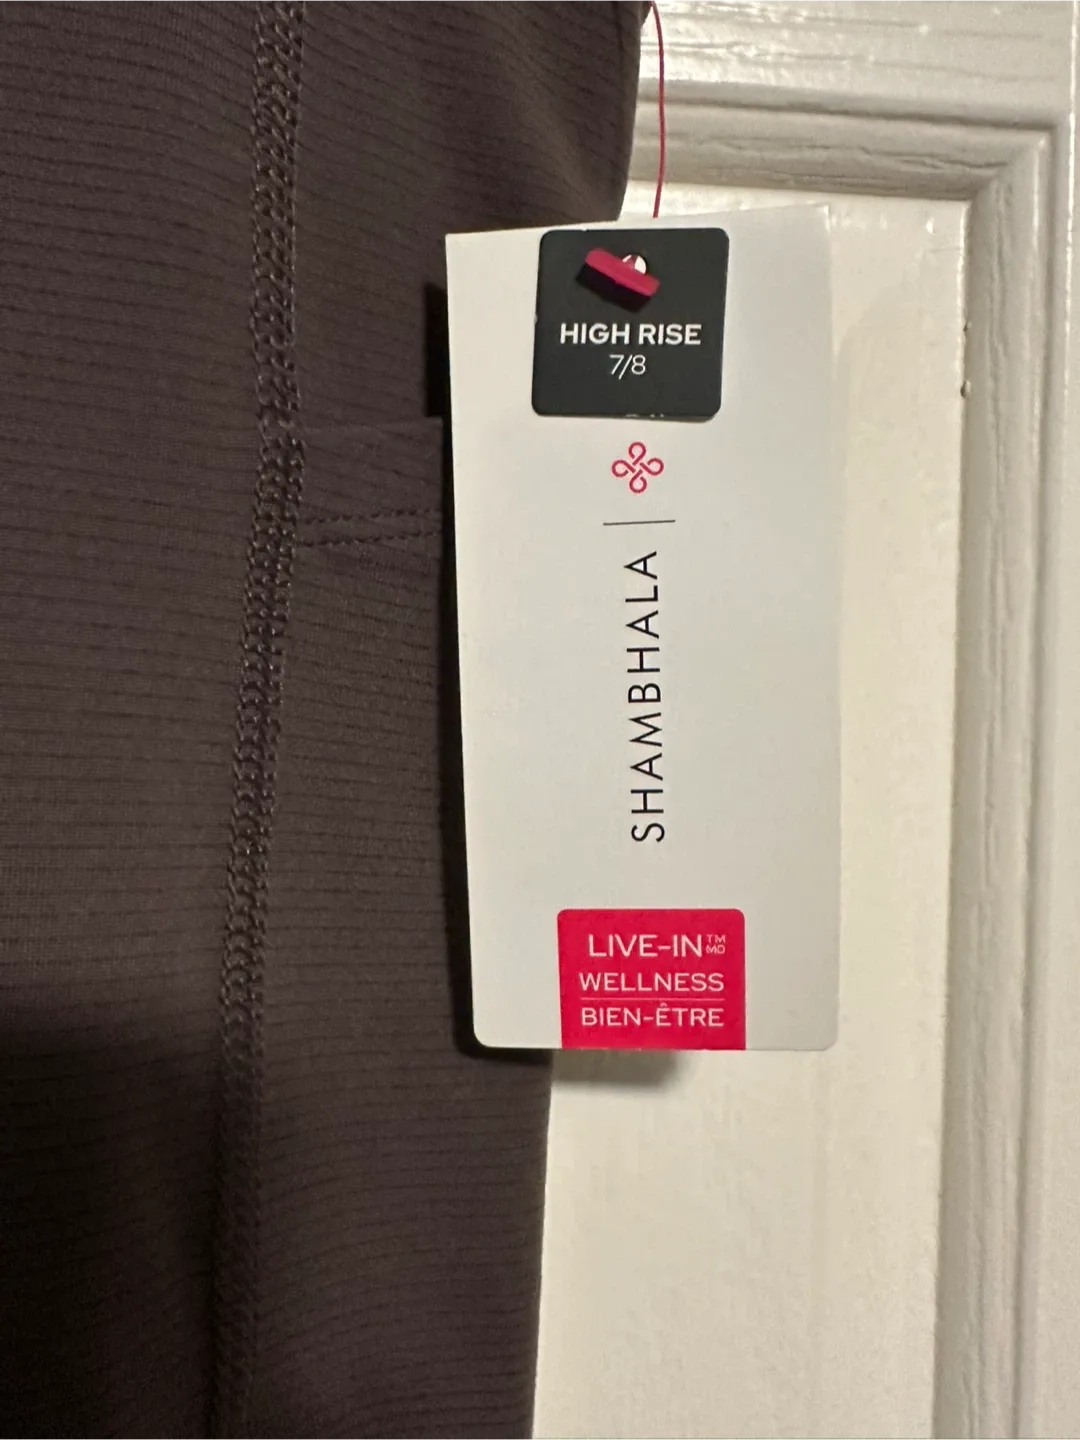 HIGH RISE
7/8
SHAMBHALA
LIVE-IN™ MD
WELLNESS
BIEN-ÊTRE